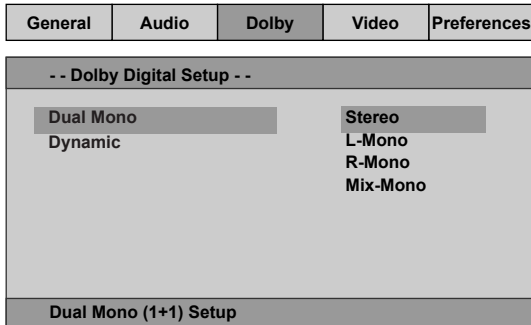 General Audio Dolby Video Preferences
- - Dolby Digital Setup - -
Dual Mono Stereo
Dynamic L-Mono
R-Mono
Mix-Mono
Dual Mono (1+1) Setup